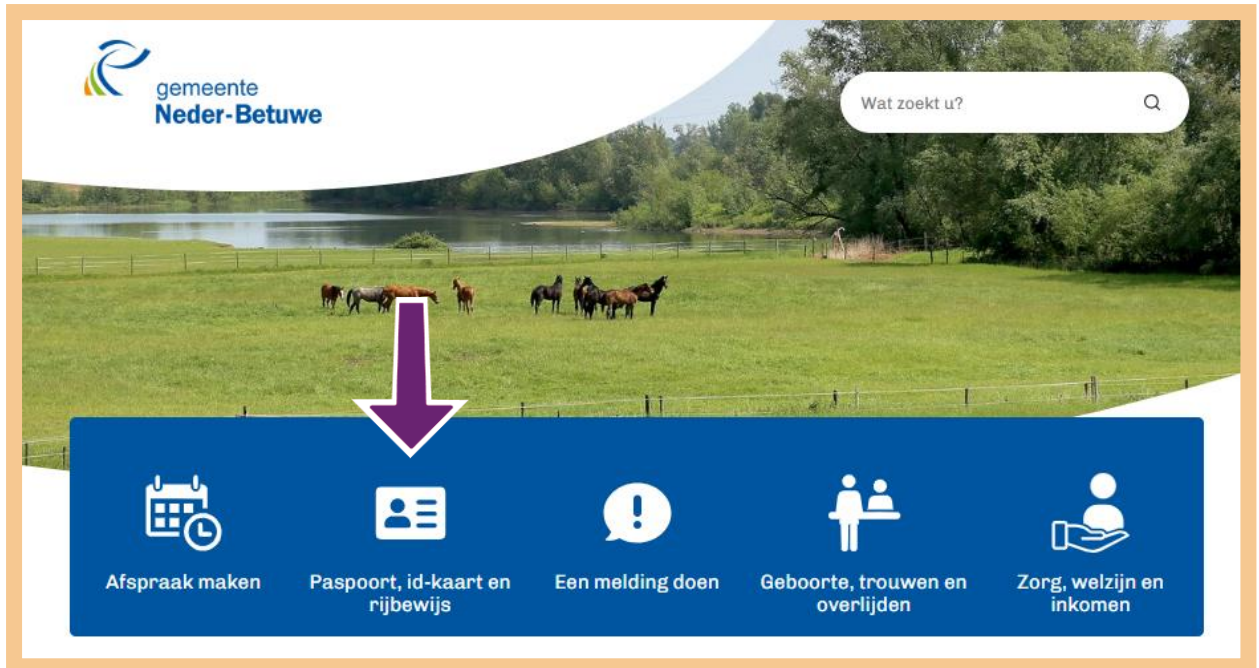 gemeente
Neder-Betuwe
Wat zoekt u?
Afspraak maken
Paspoort, id-kaart en
rijbewijs
Een melding doen
Geboorte, trouwen en
overlijden
Zorg, welzijn en
inkomen